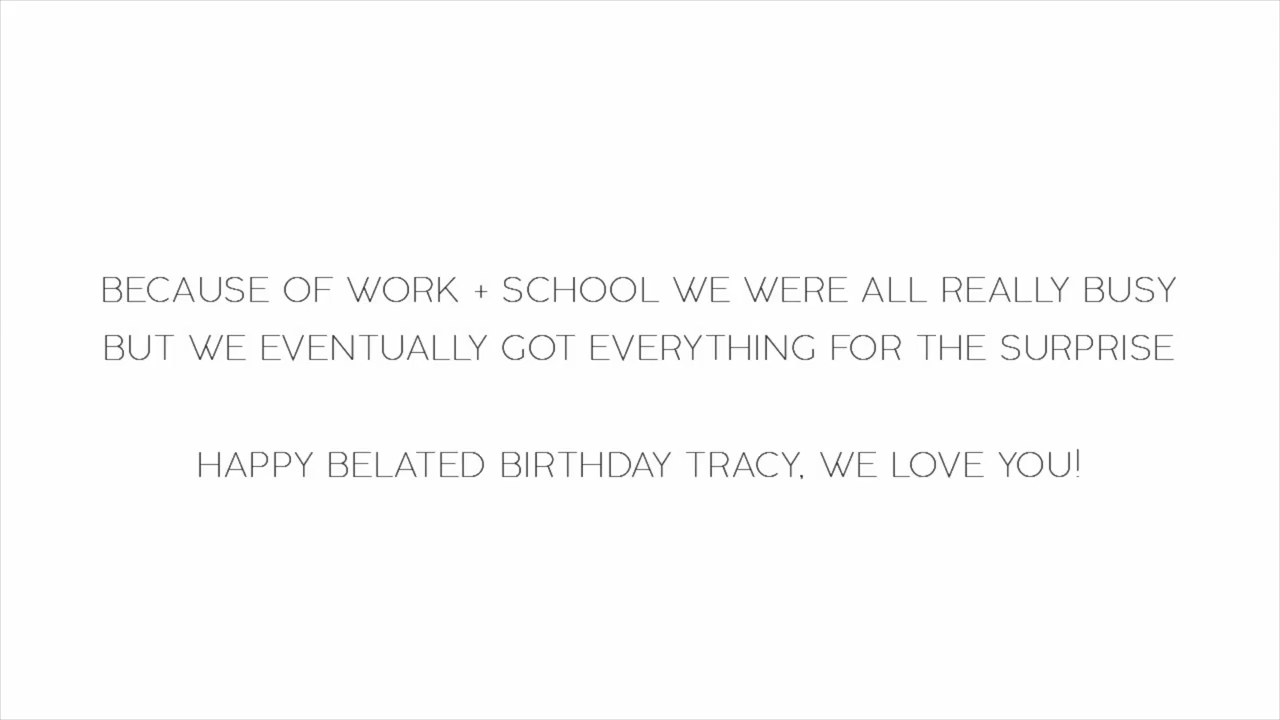 BECAUSE OF WORK + SCHOOL WE WERE ALL REALLY BUSY
BUT WE EVENTUALLY GOT EVERYTHING FOR THE SURPRISE
HAPPY BELATED BIRTHDAY TRACY, WE LOVE YOU!